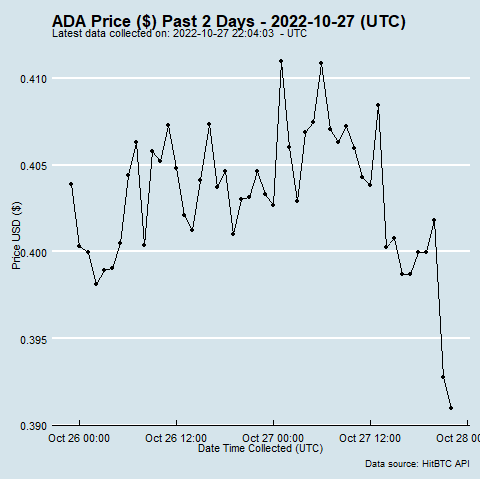 ADA Price ($) Past 2 Days - 2022-10-27 (UTC)
Latest data collected on: 2022-10-27 22:04:03 - UTC
0.410
0.405
0.400
0.395
0.390
Price USD ($)
Oct 26 00:00 Oct 26 12:00 Oct 27 00:00 Oct 27 12:00 Oct 28 00
Date Time Collected (UTC)
Data source: HitBTC API